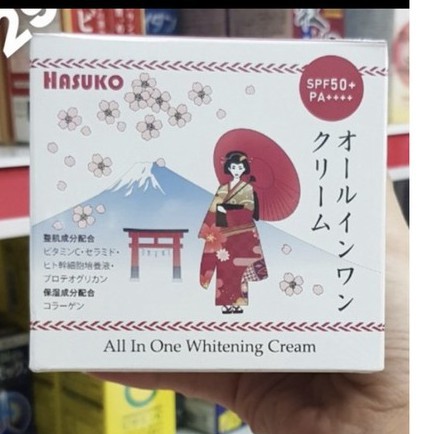 29
HASUKO
SPF50+
PA++++
オールインワン
クリーム
整肌成分配合
ビタミンC・セラミド・
ヒト幹細胞培養液・
プロテオグリカン
保湿成分配合
コラーゲン
All In One Whitening Cream